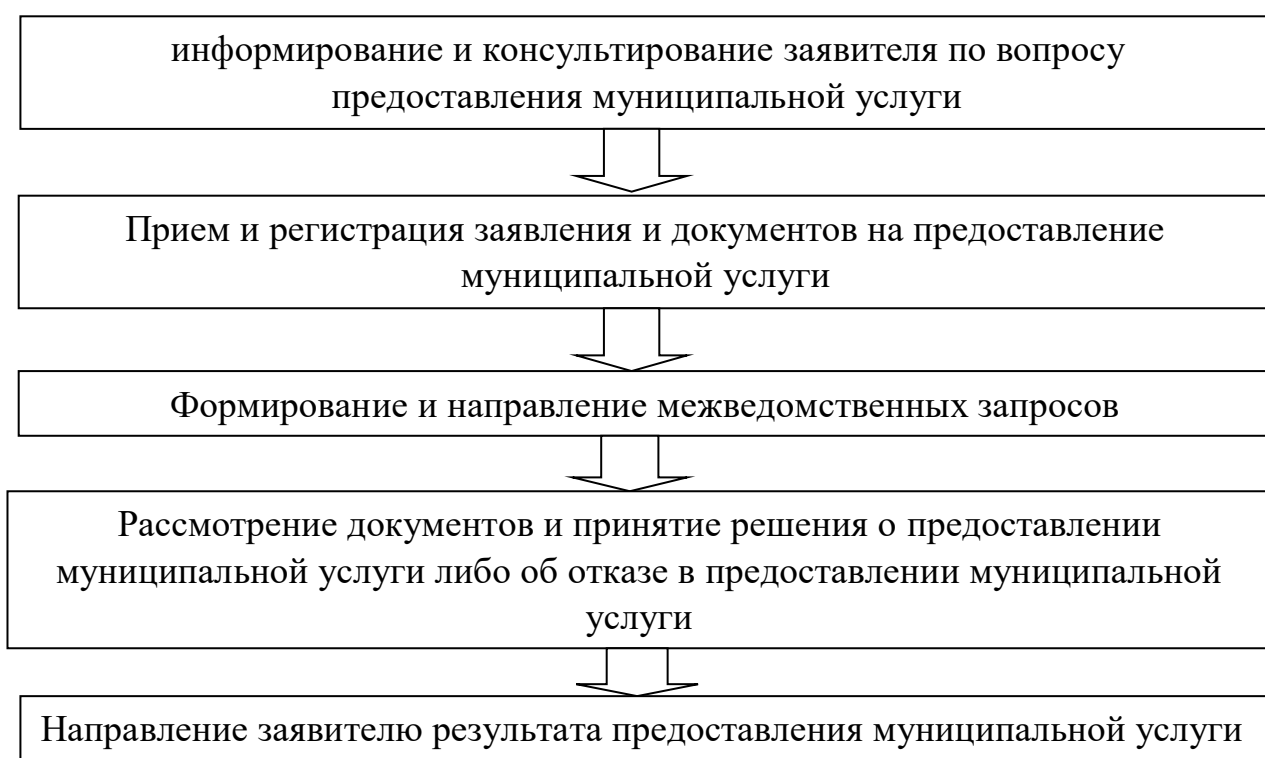 информирование и консультирование заявителя по вопросу
предоставления муниципальной услуги
Прием и регистрация заявления и документов на предоставление
муниципальной услуги
Формирование и направление межведомственных запросов
Рассмотрение документов и принятие решения о предоставлении
муниципальной услуги либо об отказе в предоставлении муниципальной
услуги
Направление заявителю результата предоставления муниципальной услуги